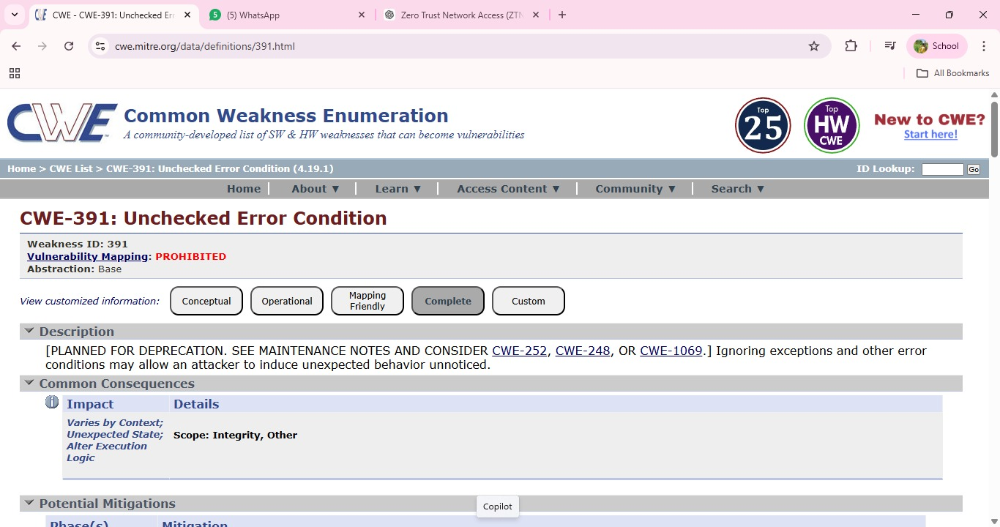 CWE - CWE-391: Unchecked Er
(5) WhatsApp
Zero Trust Network Access (ZTN
cwe.mitre.org/data/definitions/391.html
School
All Bookmarks
CWE
Common Weakness Enumeration
A community-developed list of SW & HW weaknesses that can become vulnerabilities
Top
25
Top
HW
CWE
New to CWE?
Start here!
Home > CWE List > CWE-391: Unchecked Error Condition (4.19.1)
ID Lookup:
Go
Home
About ▼
Learn ▼
Access Content ▼
Community ▼
Search ▼
CWE-391: Unchecked Error Condition
Weakness ID: 391
Vulnerability Mapping: PROHIBITED
Abstraction: Base
View customized information:
Conceptual
Operational
Mapping
Friendly
Complete
Custom
Description
[PLANNED FOR DEPRECATION. SEE MAINTENANCE NOTES AND CONSIDER CWE-252, CWE-248, OR CWE-1069.] Ignoring exceptions and other error
conditions may allow an attacker to induce unexpected behavior unnoticed.
Common Consequences
Impact
Details
Varies by Context;
Unexpected State;
Alter Execution
Logic
Scope: Integrity, Other
Potential Mitigations
Copilot
Phase(s)
Mitigation